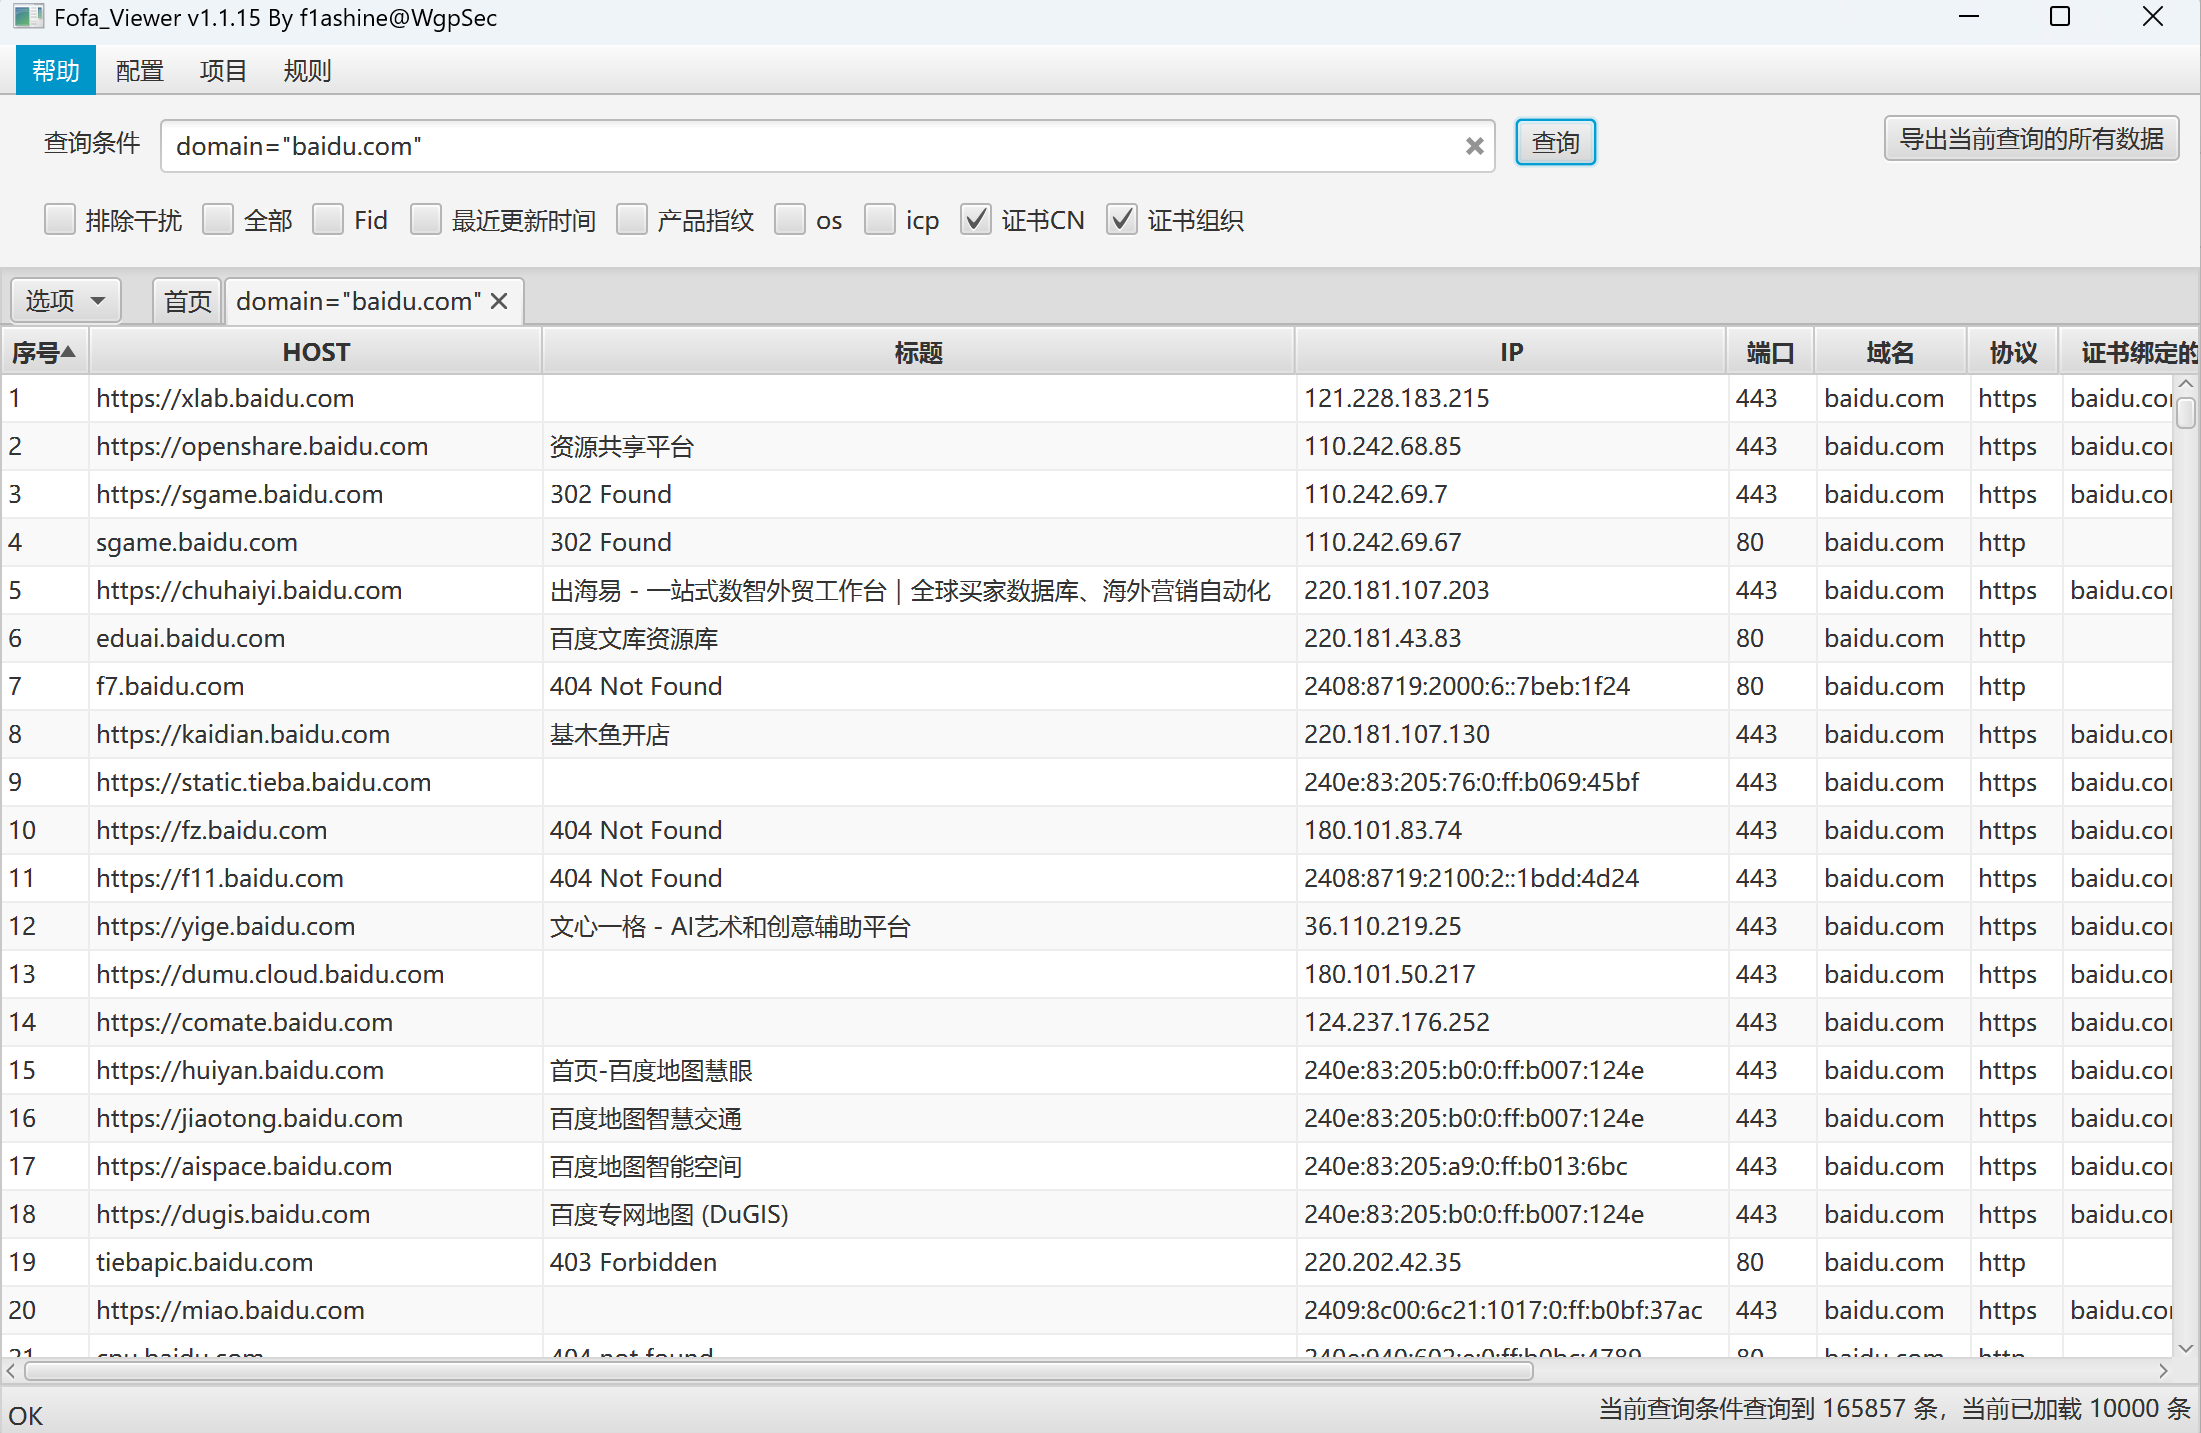 Fofa_Viewer v1.1.15 By f1ashine@WgpSec
帮助 配置 项目 规则
查询条件 domain="baidu.com" 查询 导出当前查询的所有数据
排除干扰 全部 Fid 最近更新时间 产品指纹 os icp 证书CN 证书组织
选项 首页 domain="baidu.com"
序号 HOST 标题 IP 端口 域名 协议 证书绑定的
1 https://xlab.baidu.com 121.228.183.215 443 baidu.com https baidu.co
2 https://openshare.baidu.com 资源共享平台 110.242.68.85 443 baidu.com https baidu.co
3 https://sgame.baidu.com 302 Found 110.242.69.7 443 baidu.com https baidu.co
4 sgame.baidu.com 302 Found 110.242.69.67 80 baidu.com http
5 https://chuhaiyi.baidu.com 出海易 - 一站式数智外贸工作台 | 全球买家数据库、海外营销自动化 220.181.107.203 443 baidu.com https baidu.co
6 eduai.baidu.com 百度文库资源库 220.181.43.83 80 baidu.com http
7 f7.baidu.com 404 Not Found 2408:8719:2000:6::7beb:1f24 80 baidu.com http
8 https://kaidian.baidu.com 基木鱼开店 220.181.107.130 443 baidu.com https baidu.co
9 https://static.tieba.baidu.com 240e:83:205:76:0:ff:b069:45bf 443 baidu.com https baidu.co
10 https://fz.baidu.com 404 Not Found 180.101.83.74 443 baidu.com https baidu.co
11 https://f11.baidu.com 404 Not Found 2408:8719:2100:2::1bdd:4d24 443 baidu.com https baidu.co
12 https://yige.baidu.com 文心一格 - AI艺术和创意辅助平台 36.110.219.25 443 baidu.com https baidu.co
13 https://dumu.cloud.baidu.com 180.101.50.217 443 baidu.com https baidu.co
14 https://comate.baidu.com 124.237.176.252 443 baidu.com https baidu.co
15 https://huiyan.baidu.com 首页-百度地图慧眼 240e:83:205:b0:0:ff:b007:124e 443 baidu.com https baidu.co
16 https://jiaotong.baidu.com 百度地图智慧交通 240e:83:205:b0:0:ff:b007:124e 443 baidu.com https baidu.co
17 https://aispace.baidu.com 百度地图智能空间 240e:83:205:a9:0:ff:b013:6bc 443 baidu.com https baidu.co
18 https://dugis.baidu.com 百度专网地图 (DuGIS) 240e:83:205:b0:0:ff:b007:124e 443 baidu.com https baidu.co
19 tiebapic.baidu.com 403 Forbidden 220.202.42.35 80 baidu.com http
20 https://miao.baidu.com 2409:8c00:6c21:1017:0:ff:b0bf:37ac 443 baidu.com https baidu.co
21 cpu.baidu.com 404 not found 80 baidu.com http
OK 当前查询条件查询到 165857 条，当前已加载 10000 条